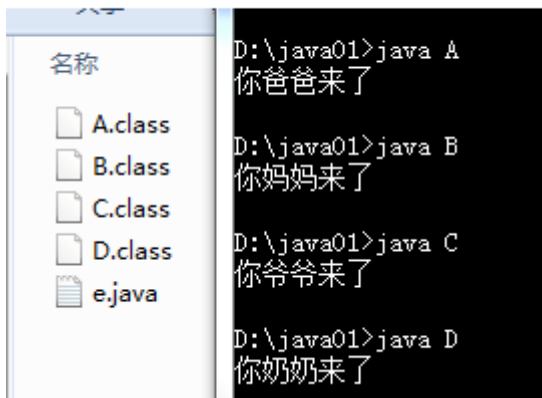 名称
A.class
B.class
C.class
D.class
e.java
D:\java01>java A
你爸爸来了
D:\java01>java B
你妈妈来了
D:\java01>java C
你爷爷来了
D:\java01>java D
你奶奶来了